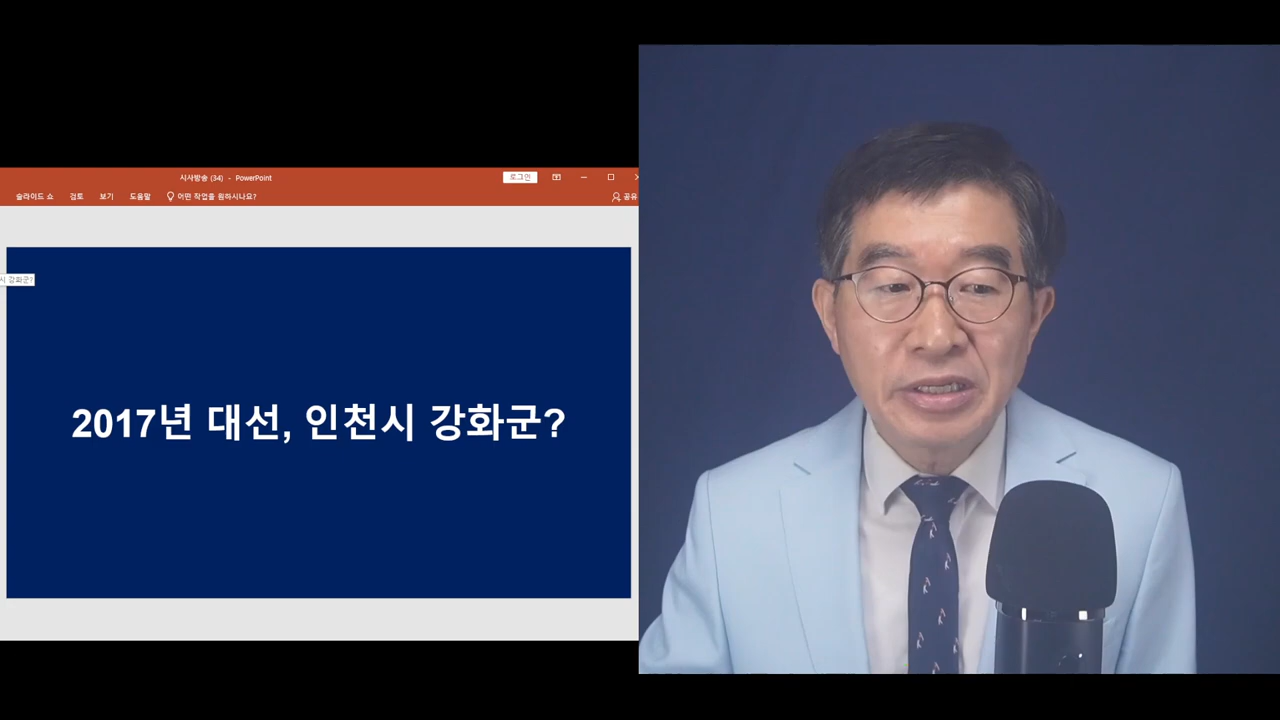 시사방송 (34) - PowerPoint
로그인
슬라이드 쇼 검토 보기 도움말 어떤 작업을 원하시나요? 공유
시 강화군?
2017년 대선, 인천시 강화군?